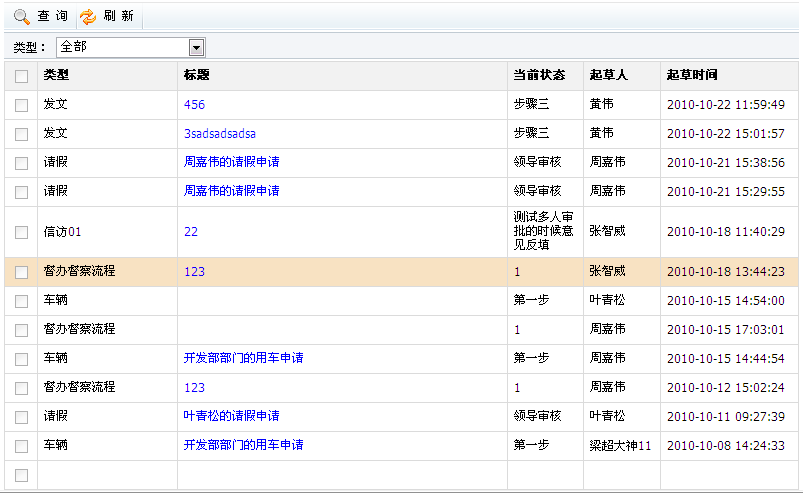 查 询 刷 新
类型： 全部
类型 标题 当前状态 起草人 起草时间
发文 456 步骤三 黄伟 2010-10-22 11:59:49
发文 3sadsadsadsa 步骤三 黄伟 2010-10-22 15:01:57
请假 周嘉伟的请假申请 领导审核 周嘉伟 2010-10-21 15:38:56
请假 周嘉伟的请假申请 领导审核 周嘉伟 2010-10-21 15:29:55
信访01 22 测试多人审
批的时候意
见反填 张智威 2010-10-18 11:40:29
督办督察流程 123 1 张智威 2010-10-18 13:44:23
车辆 第一步 叶青松 2010-10-15 14:54:00
督办督察流程 1 周嘉伟 2010-10-15 17:03:01
车辆 开发部部门的用车申请 第一步 周嘉伟 2010-10-15 14:44:54
督办督察流程 123 1 周嘉伟 2010-10-12 15:02:24
请假 叶青松的请假申请 领导审核 叶青松 2010-10-11 09:27:39
车辆 开发部部门的用车申请 第一步 梁超大神11 2010-10-08 14:24:33